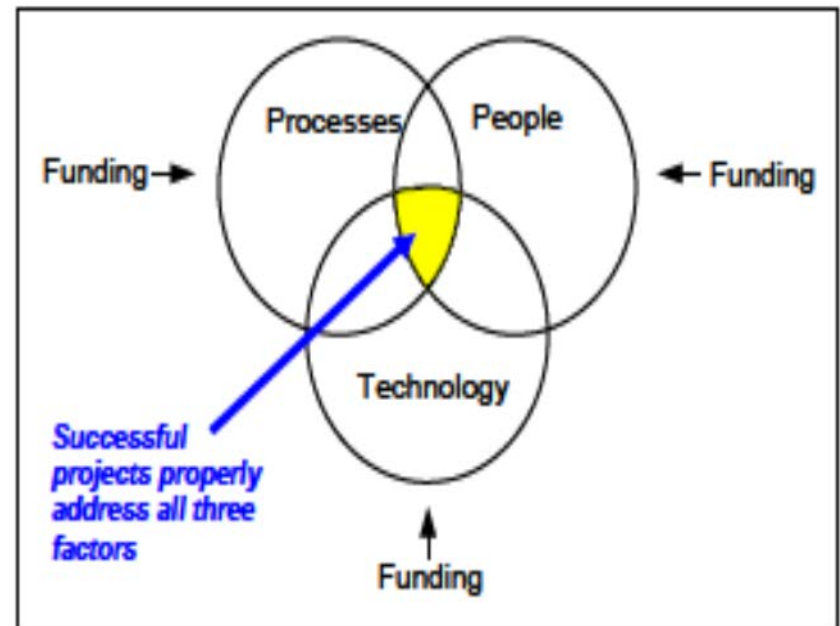 Processes
People
Funding
Funding
Technology
Successful
projects properly
address all three
factors
Funding